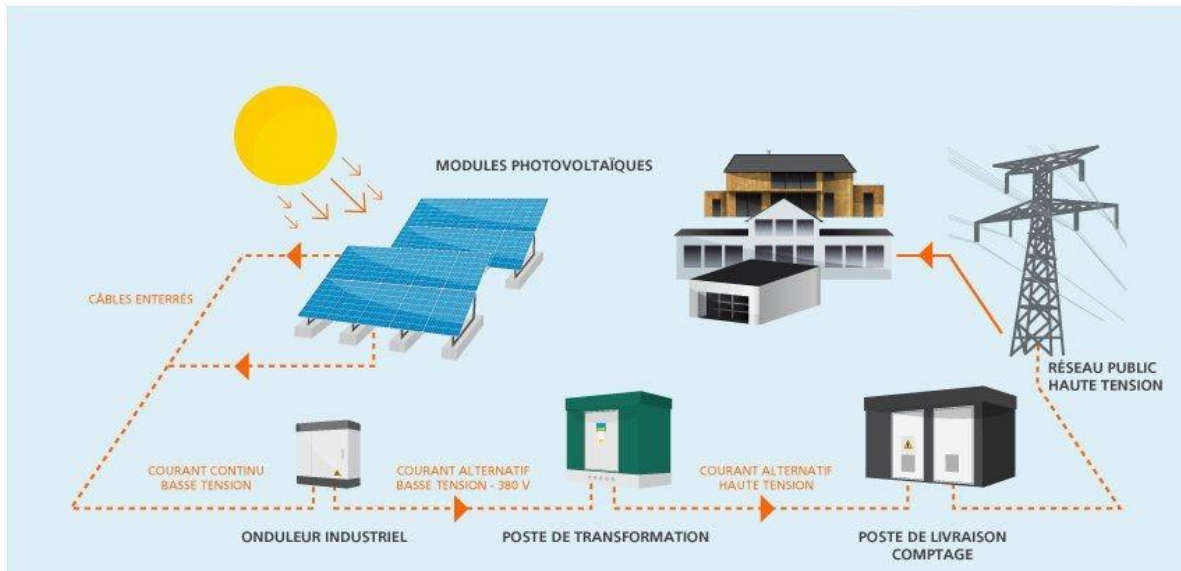 MODULES PHOTOVOLTAÏQUES
CÂBLES ENTERRÉS
RÉSEAU PUBLIC
HAUTE TENSION
COURANT CONTINU
BASSE TENSION
COURANT ALTERNATIF
BASSE TENSION - 380 V
COURANT ALTERNATIF
HAUTE TENSION
ONDULEUR INDUSTRIEL
POSTE DE TRANSFORMATION
POSTE DE LIVRAISON
COMPTAGE